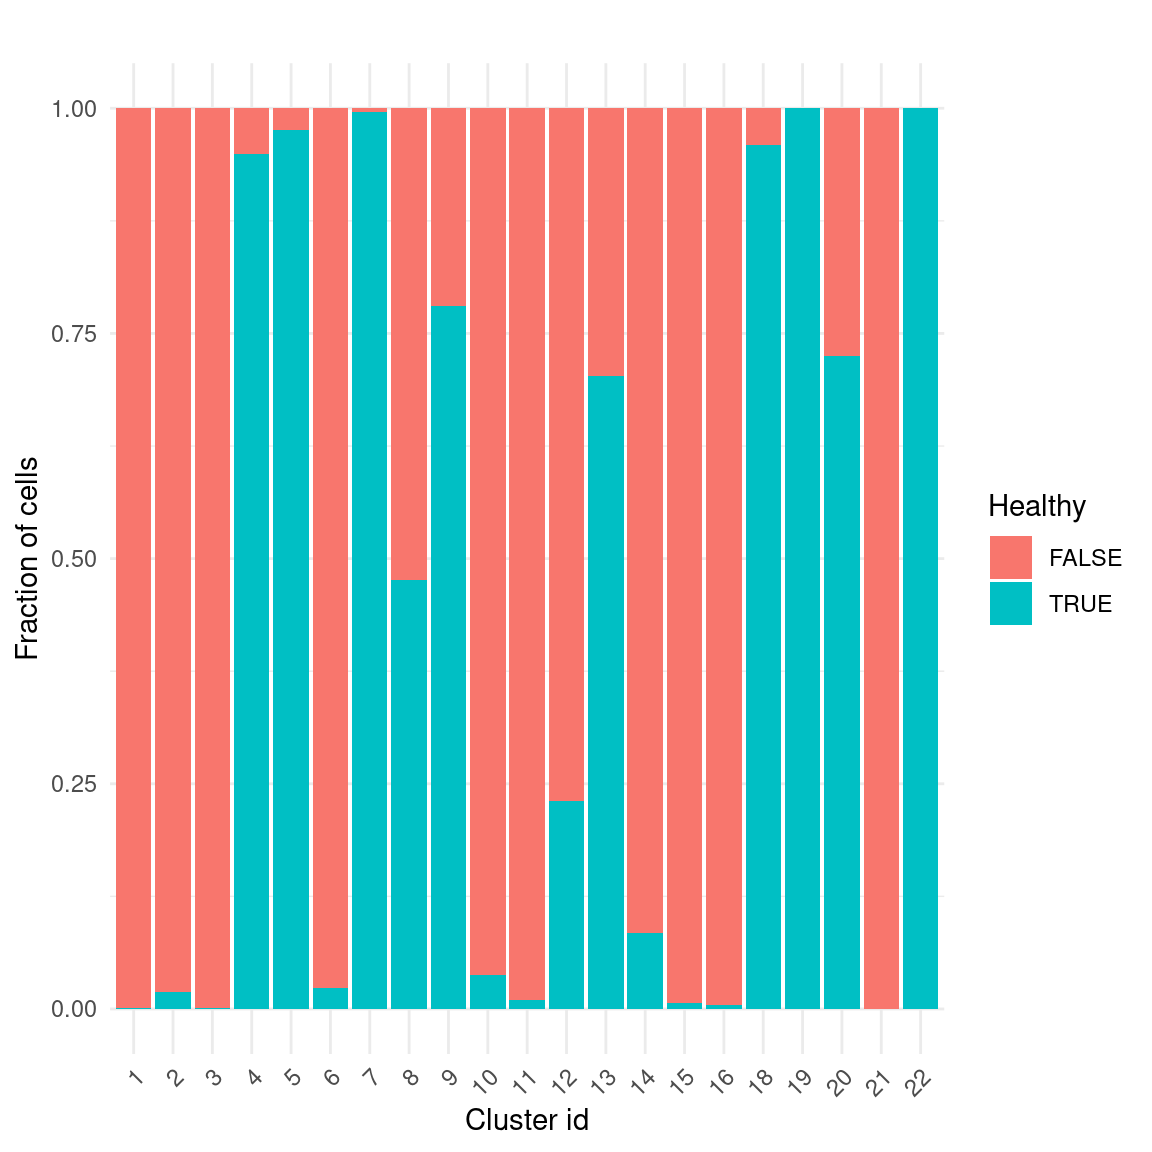 1.00
0.75
0.50
0.25
0.00
Fraction of cells
1 2 3 4 5 6 7 8 9 10 11 12 13 14 15 16 18 19 20 21 22
Cluster id
Healthy
FALSE
TRUE